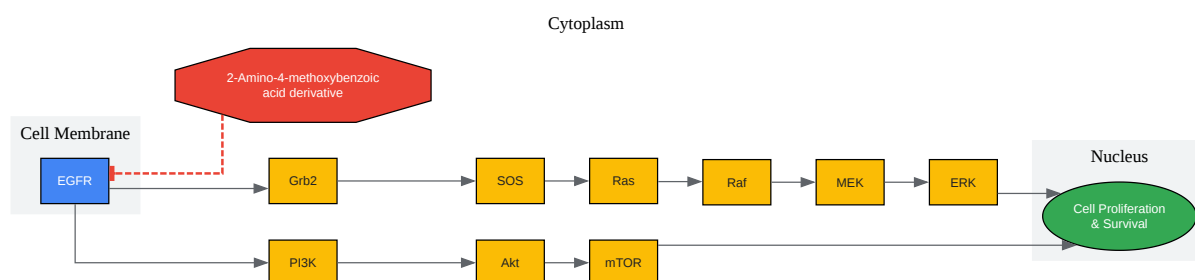 Cytoplasm
2-Amino-4-methoxybenzoic
acid derivative
Cell Membrane
EGFR
Grb2
SOS
Ras
Raf
MEK
ERK
Nucleus
Cell Proliferation
& Survival
PI3K
Akt
mTOR